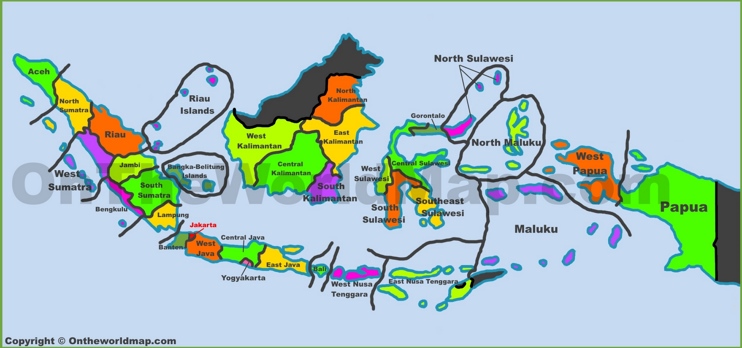 Aceh
North
Sumatra
Riau
Riau
Islands
West
Sumatra
Jambi
Bengkulu
South
Sumatra
Bangka-Belitung
Islands
Lampung
Banten
Jakarta
West
Java
Central Java
Yogyakarta
East Java
Bali
West Nusa
Tenggara
East Nusa Tenggara
West
Kalimantan
Central
Kalimantan
South
Kalimantan
East
Kalimantan
North
Kalimantan
North Sulawesi
Gorontalo
Central Sulawesi
West
Sulawesi
South
Sulawesi
Southeast
Sulawesi
North Maluku
Maluku
West
Papua
Papua
OnTheWorldMap.com
Copyright © Ontheworldmap.com